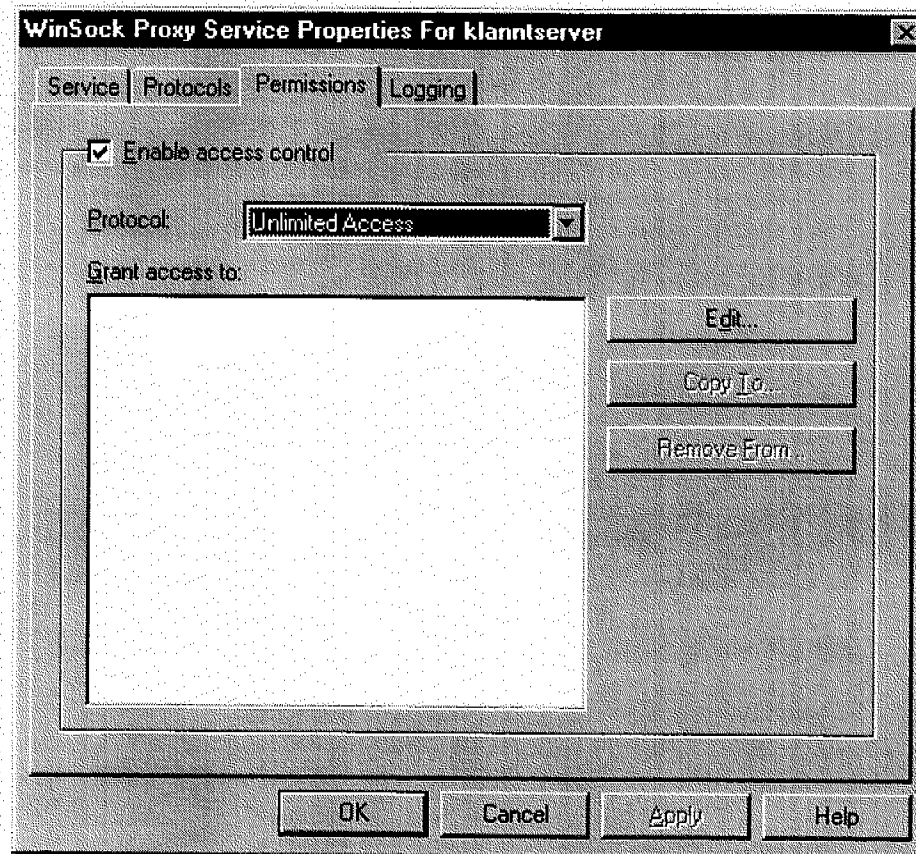 WinSock Proxy Service Properties For klanntserver
Service Protocols Permissions Logging
Enable access control
Protocol: Unlimited Access
Grant access to:
Edit...
Copy To...
Remove From...
OK Cancel Apply Help